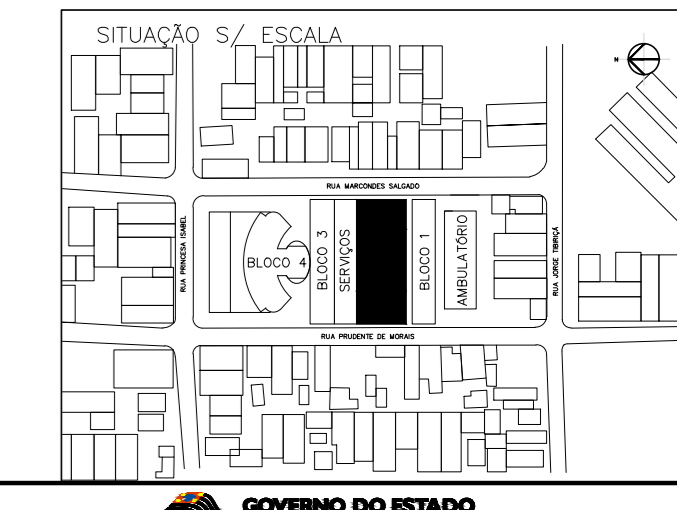 SITUAÇÃO S/ ESCALA
N
RUA MARCONDES SALGADO
RUA PRINCESA ISABEL
BLOCO 4
BLOCO 3
SERVIÇOS
BLOCO 1
AMBULATÓRIO
RUA JORGE TIBIRIÇÁ
RUA PRUDENTE DE MORAIS
GOVERNO DO ESTADO